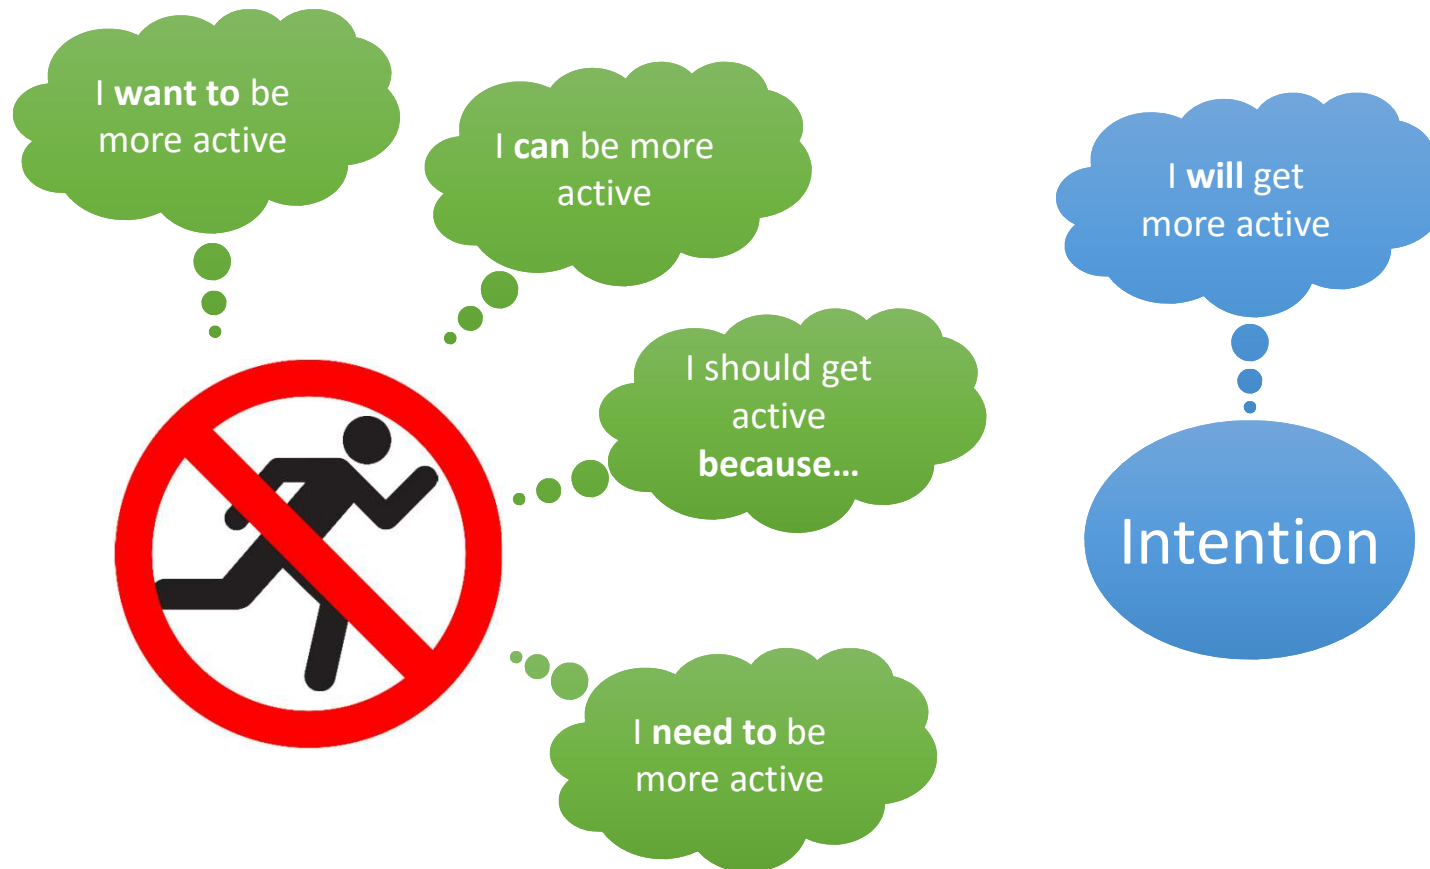 I want to be
more active
I can be more
active
I will get
more active
I should get
active
because...
Intention
I need to be
more active